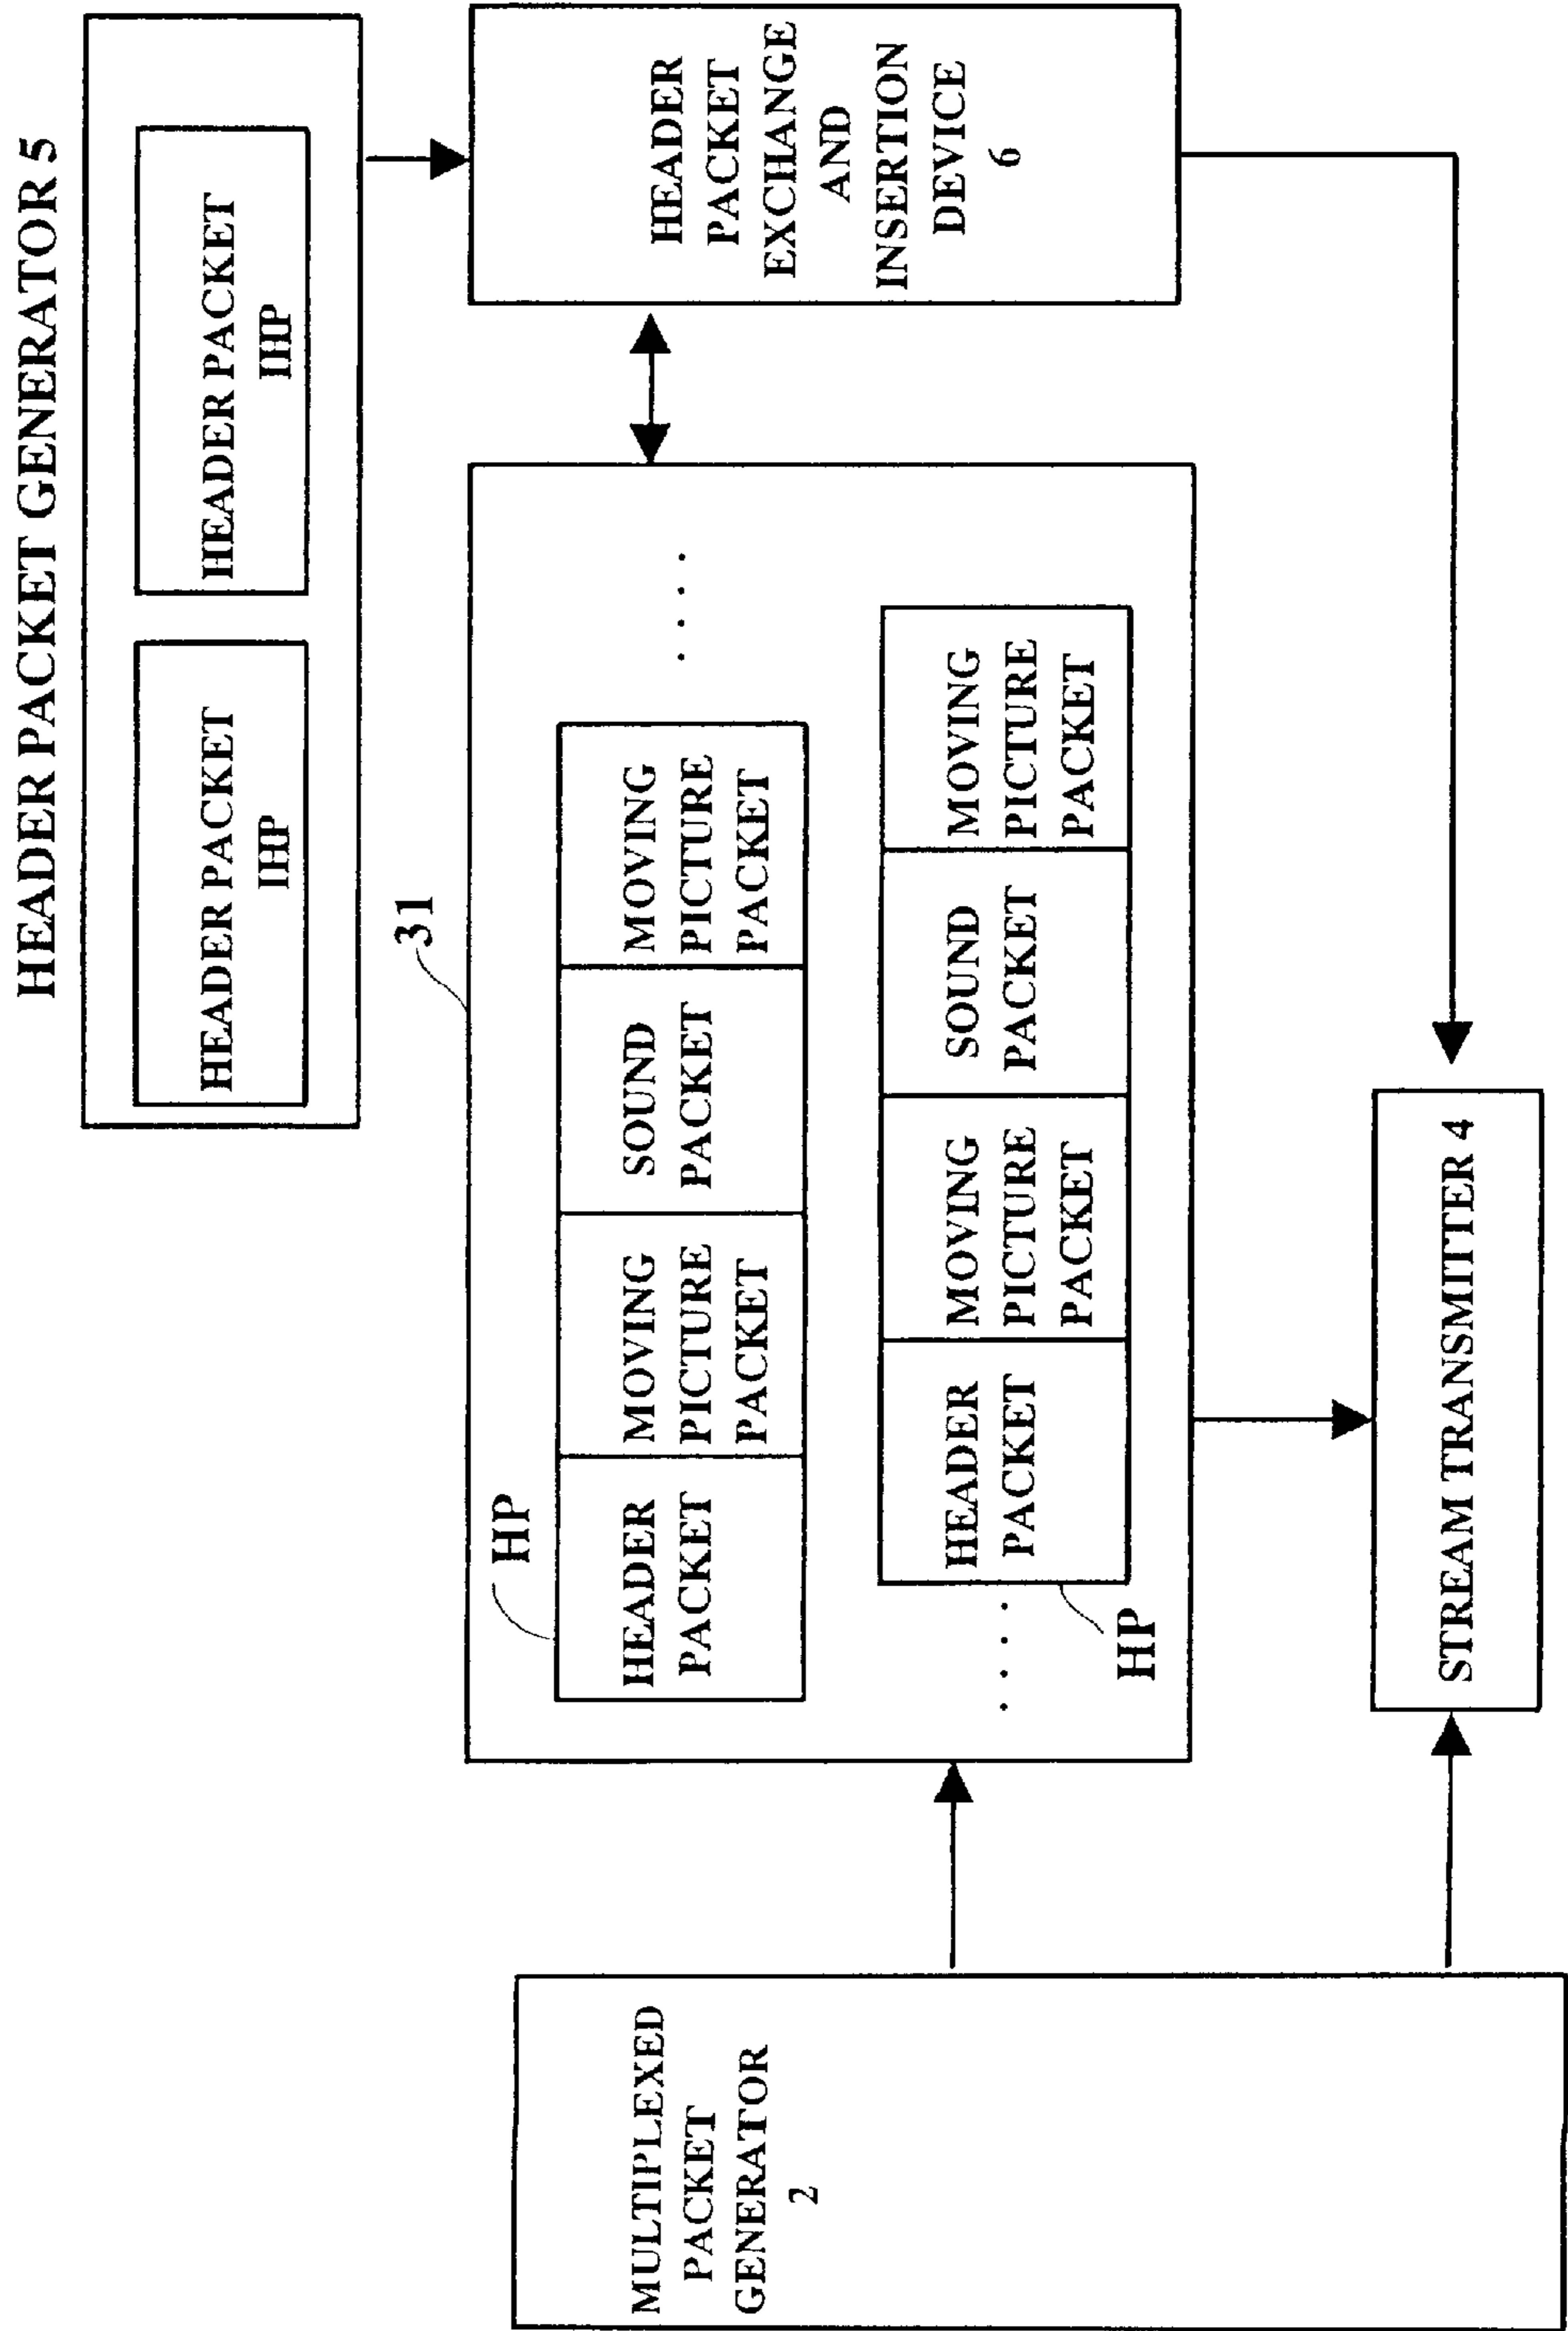 HEADER PACKET GENERATOR 5
HEADER PACKET
IHP
HEADER PACKET
IHP
31
HP
HEADER
PACKET
MOVING
PICTURE
PACKET
SOUND
PACKET
MOVING
PICTURE
PACKET
. . . .
. . . .
HEADER
PACKET
MOVING
PICTURE
PACKET
SOUND
PACKET
MOVING
PICTURE
PACKET
HP
HEADER
PACKET
EXCHANGE
AND
INSERTION
DEVICE
6
MULTIPLEXED
PACKET
GENERATOR
2
STREAM TRANSMITTER 4